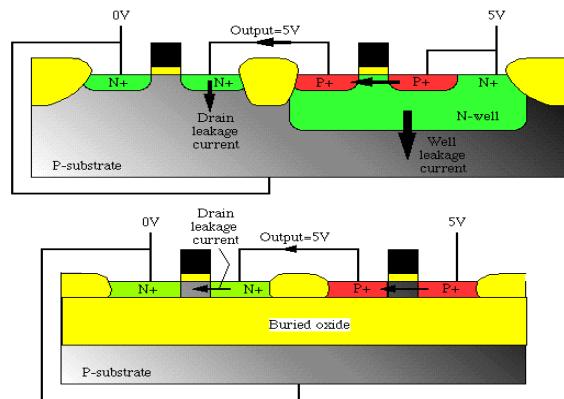 0V
Output=5V
5V
N+
N+
P+
P+
N+
Drain
leakage
current
N-well
Well
leakage
current
P-substrate
0V
Drain
leakage
current
Output=5V
5V
N+
N+
P+
P+
Buried oxide
P-substrate